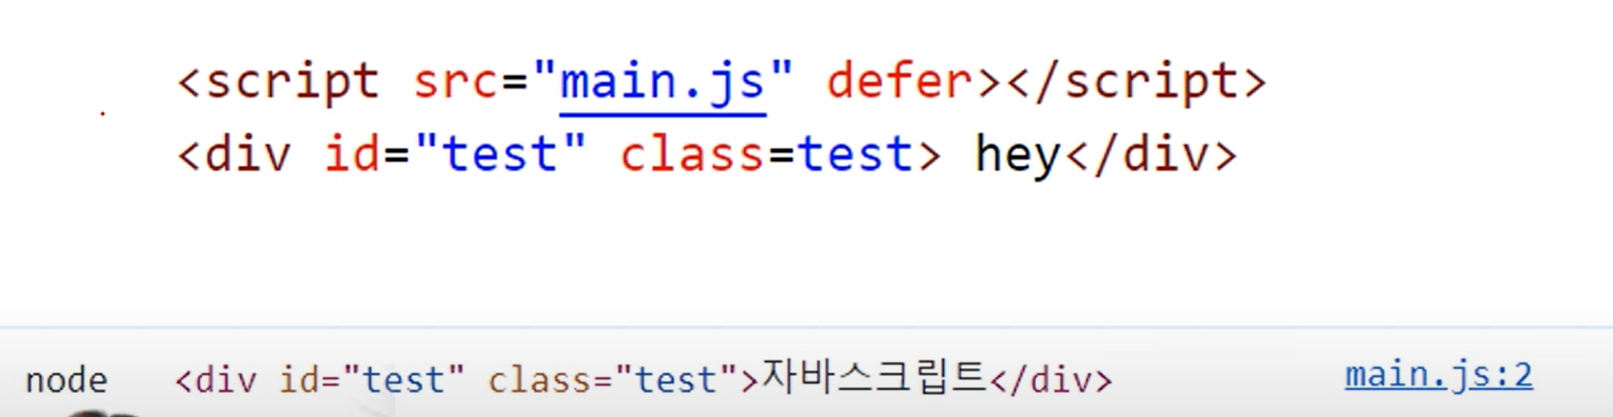 <script src="main.js" defer></script>
<div id="test" class=test> hey</div>
node <div id="test" class="test">자바스크립트</div> main.js:2